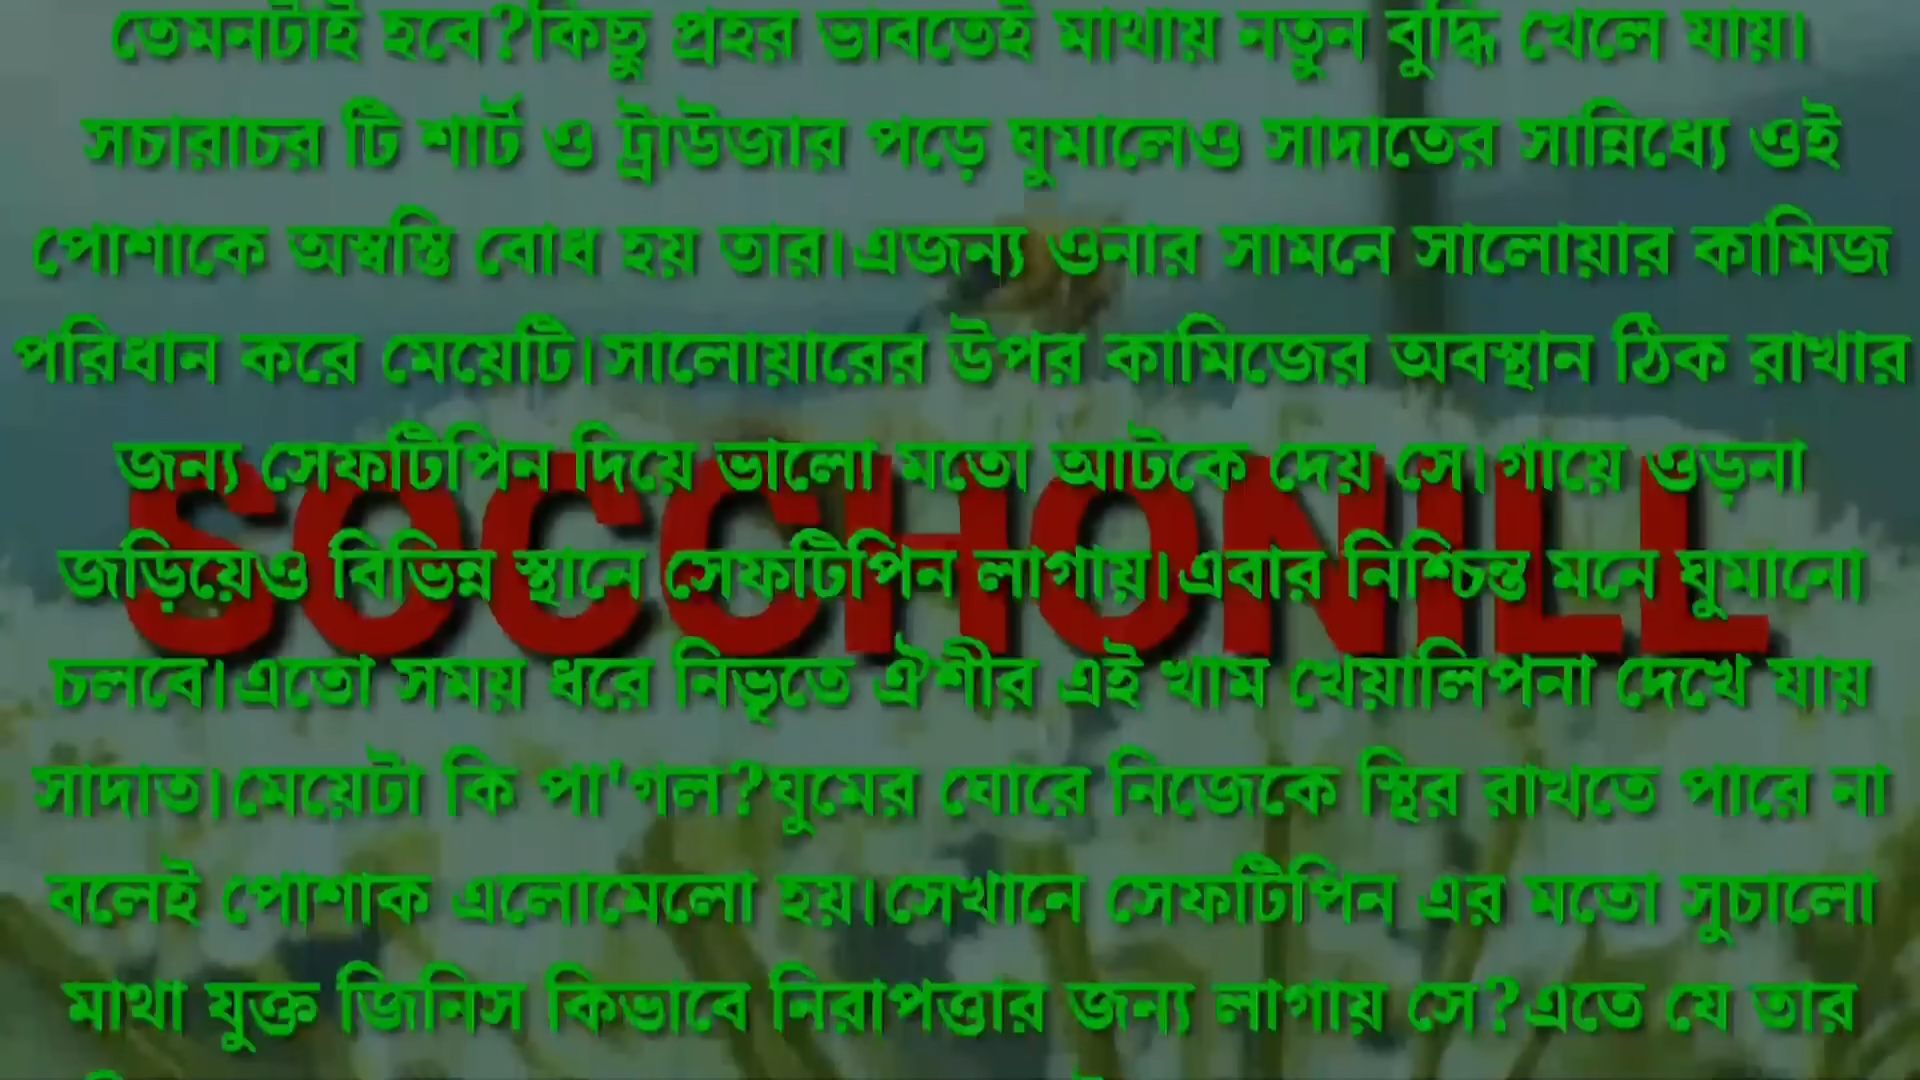 তেমনটাই হবে?কিছু প্রহর ভাবতেই মাথায় নতুন বুদ্ধি খেলে যায়।
সচারাচর টি শার্ট ও ট্রাউজার পড়ে ঘুমালেও সাদাতের সান্নিধ্যে ওই
পোশাকে অস্বস্তি বোধ হয় তার।এজন্য ওনার সামনে সালোয়ার কামিজ
পরিধান করে মেয়েটি।সালোয়ারের উপর কামিজের অবস্থান ঠিক রাখার
জন্য সেফটিপিন দিয়ে ভালো মতো আটকে দেয় সে।গায়ে ওড়না
SOCCHONILL
জড়িয়েও বিভিন্ন স্থানে সেফটিপিন লাগায়।এবার নিশ্চিন্ত মনে ঘুমানো
চলবে।এতো সময় ধরে নিভৃতে ঐশীর এই খাম খেয়ালিপনা দেখে যায়
সাদাত।মেয়েটা কি পা'গল?ঘুমের ঘোরে নিজেকে স্থির রাখতে পারে না
বলেই পোশাক এলোমেলো হয়।সেখানে সেফটিপিন এর মতো সুচালো
মাথা যুক্ত জিনিস কিভাবে নিরাপত্তার জন্য লাগায় সে?এতে যে তার